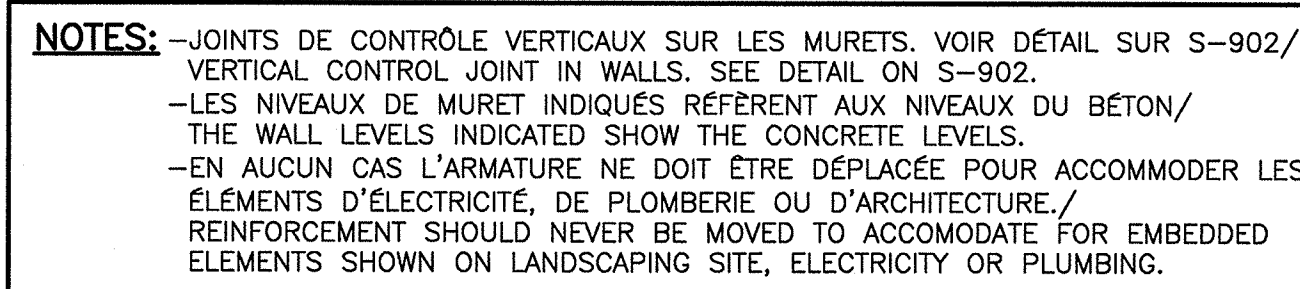 NOTES: –JOINTS DE CONTRÔLE VERTICAUX SUR LES MURETS. VOIR DÉTAIL SUR S–902/
VERTICAL CONTROL JOINT IN WALLS. SEE DETAIL ON S–902.
–LES NIVEAUX DE MURET INDIQUÉS RÉFÈRENT AUX NIVEAUX DU BÉTON/
THE WALL LEVELS INDICATED SHOW THE CONCRETE LEVELS.
–EN AUCUN CAS L'ARMATURE NE DOIT ÊTRE DÉPLACÉE POUR ACCOMMODER LES
ÉLÉMENTS D'ÉLECTRICITÉ, DE PLOMBERIE OU D'ARCHITECTURE./
REINFORCEMENT SHOULD NEVER BE MOVED TO ACCOMODATE FOR EMBEDDED
ELEMENTS SHOWN ON LANDSCAPING SITE, ELECTRICITY OR PLUMBING.